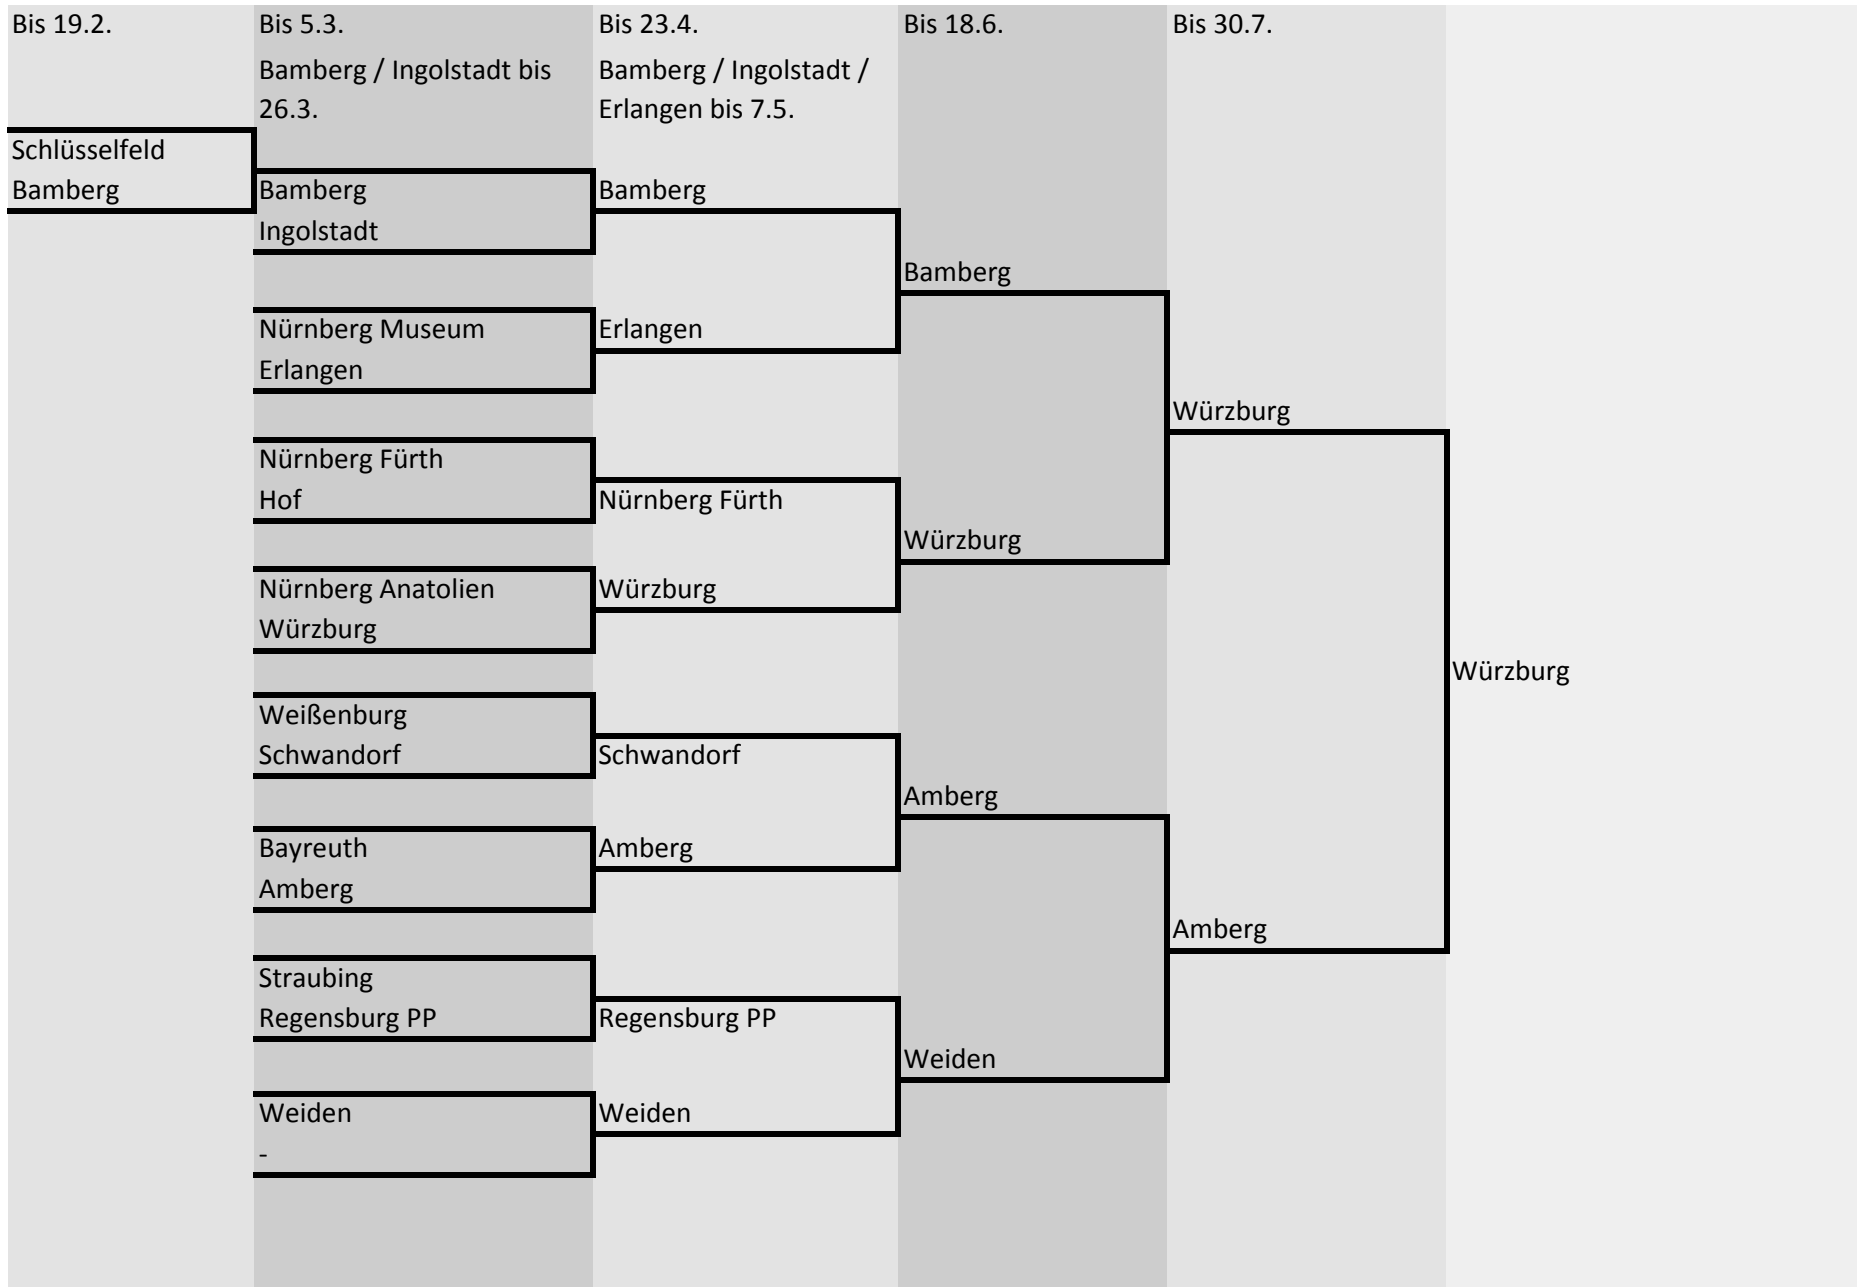 Bis 19.2.
Schlüsselfeld
Bamberg
Bis 5.3.
Bamberg / Ingolstadt bis
26.3.
Bamberg
Ingolstadt
Nürnberg Museum
Erlangen
Nürnberg Fürth
Hof
Nürnberg Anatolien
Würzburg
Weißenburg
Schwandorf
Bayreuth
Amberg
Straubing
Regensburg PP
Weiden
-
Bis 23.4.
Bamberg / Ingolstadt /
Erlangen bis 7.5.
Bamberg
Erlangen
Nürnberg Fürth
Würzburg
Schwandorf
Amberg
Regensburg PP
Weiden
Bis 18.6.
Bamberg
Würzburg
Amberg
Weiden
Bis 30.7.
Würzburg
Amberg
Würzburg